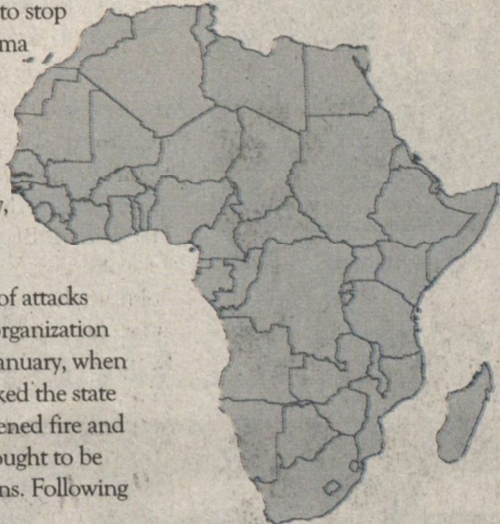 to stop
ma
of attacks
organization
anuary, when
ked the state
ened fire and
ought to be
ns. Following